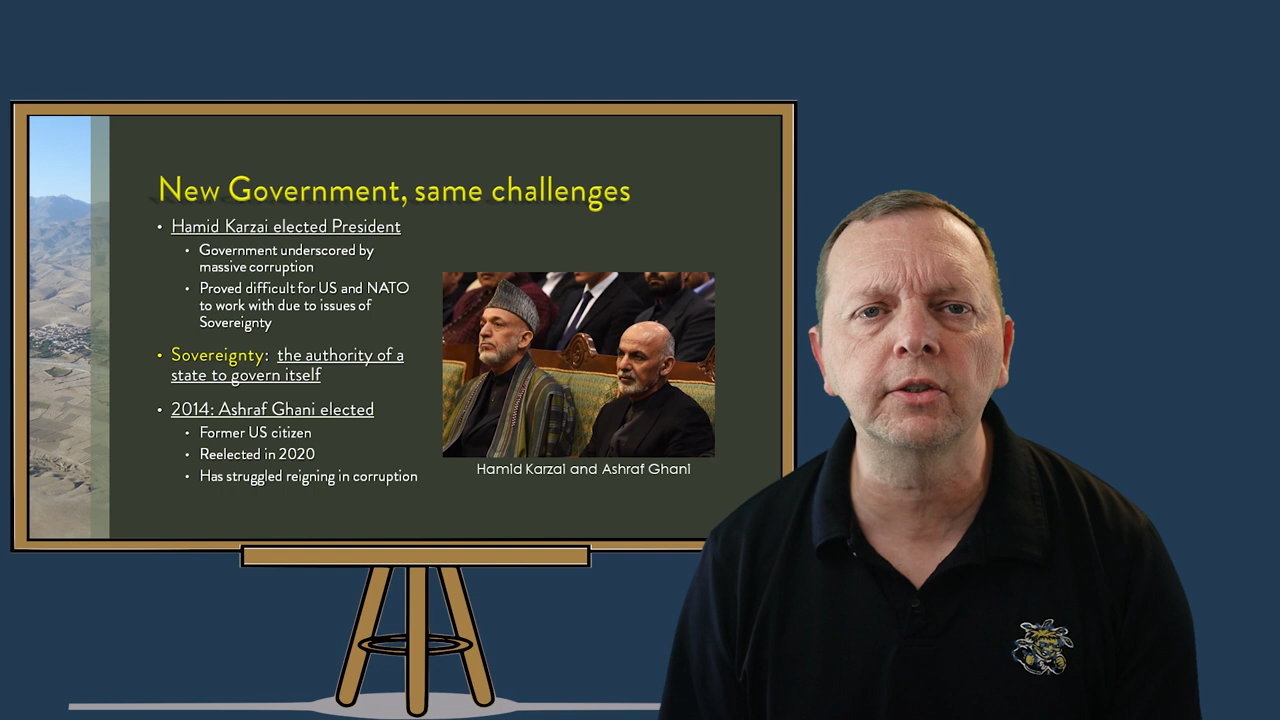 New Government, same challenges
• Hamid Karzai elected President
• Government underscored by
massive corruption
• Proved difficult for US and NATO
to work with due to issues of
Sovereignty
• Sovereignty: the authority of a
state to govern itself
• 2014: Ashraf Ghani elected
• Former US citizen
• Reelected in 2020
• Has struggled reigning in corruption
Hamid Karzai and Ashraf Ghani